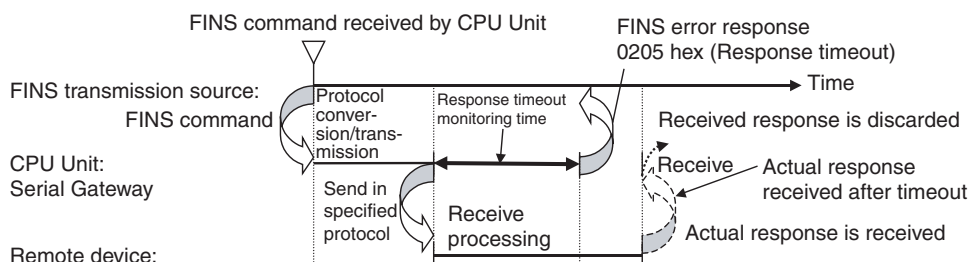 FINS command received by CPU Unit
FINS error response
0205 hex (Response timeout)
Time
FINS transmission source:
FINS command
Protocol
conver-
sion/trans-
mission
Response timeout
monitoring time
Received response is discarded
CPU Unit:
Serial Gateway
Receive
Actual response
received after timeout
Send in
specified
protocol
Receive
processing
Actual response is received
Remote device: